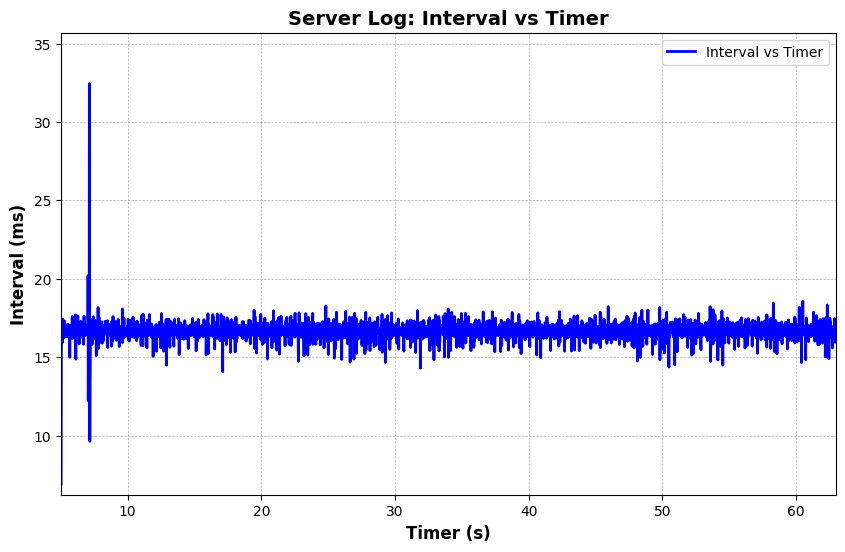 Server Log: Interval vs Timer
Interval vs Timer
35
30
25
20
15
10
Interval (ms)
10 20 30 40 50 60
Timer (s)